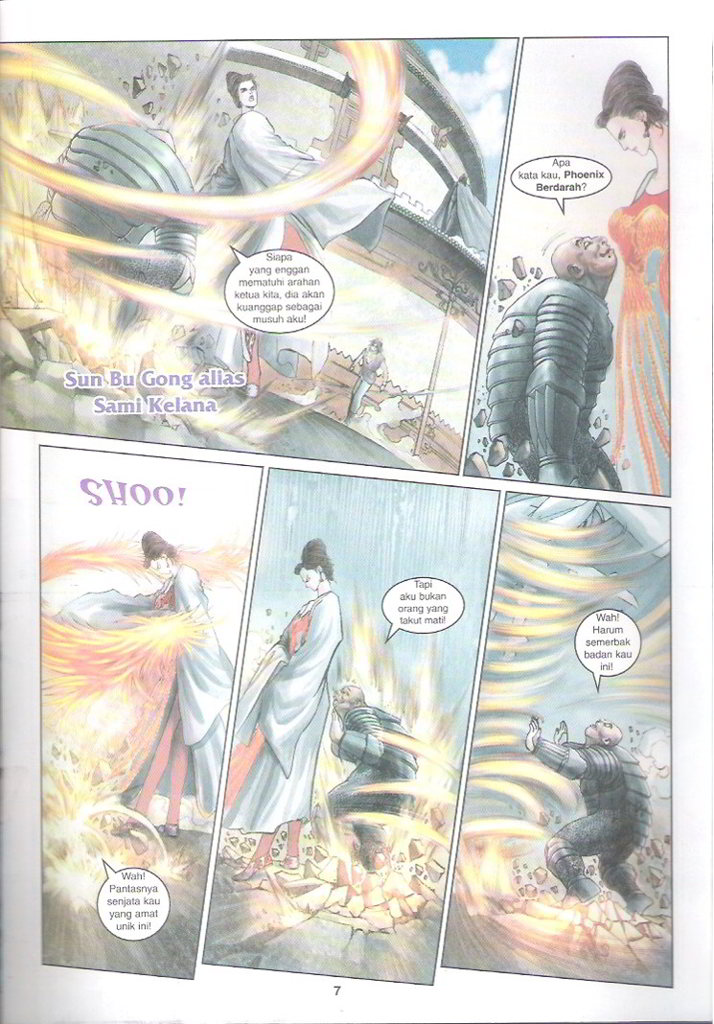 Siapa
yang enggan
mematuhi arahan
ketua kita, dia akan
kuanggap sebagai
musuh aku!
Sun Bu Gong alias
Sami Kelana
Apa
kata kau, Phoenix
Berdarah?
SHOO!
Wah!
Pantasnya
senjata kau
yang amat
unik ini!
Tapi
aku bukan
orang yang
takut mati!
Wah!
Harum
semerbak
badan kau
ini!
7